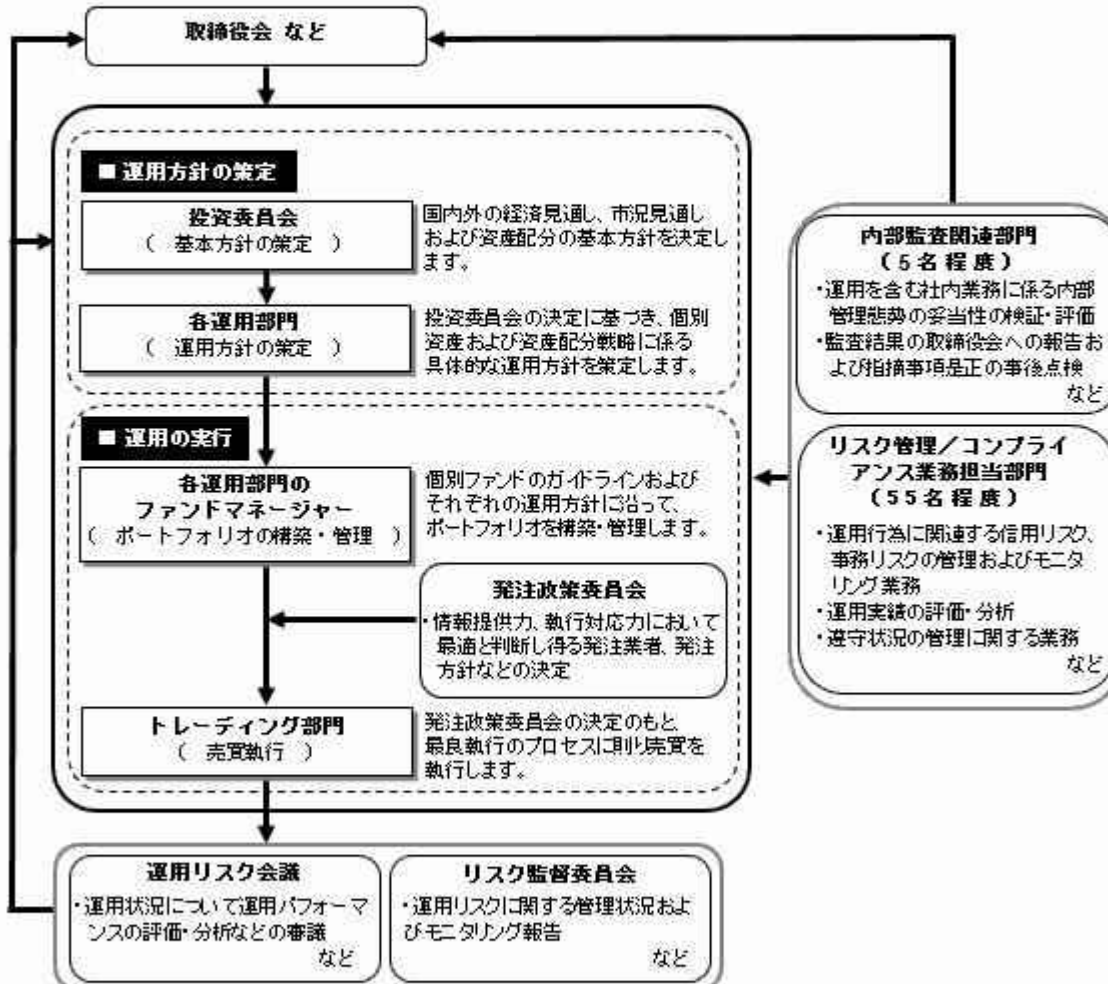 取締役会 など
■ 運用方針の策定
投資委員会
( 基本方針の策定 )
国内外の経済見通し、市況見通し
および資産配分の基本方針を決定し
ます。
各運用部門
( 運用方針の策定 )
投資委員会の決定に基づき、個別
資産および資産配分戦略に係る
具体的な運用方針を策定します。
■ 運用の実行
各運用部門の
ファンドマネージャー
( ポートフォリオの構築・管理 )
個別ファンドのガイドラインおよび
それぞれの運用方針に沿って、
ポートフォリオを構築・管理します。
発注政策委員会
・情報提供力、執行対応力において
最適と判断し得る発注業者、発注
方針などの決定
トレーディング部門
( 売買執行 )
発注政策委員会の決定のもと、
最良執行のプロセスに則り売買を
執行します。
内部監査関連部門
(5名程度)
・運用を含む社内業務に係る内部
管理態勢の妥当性の検証・評価
・監査結果の取締役会への報告お
よび指摘事項是正の事後点検
など
リスク管理/コンプライ
アンス業務担当部門
(55名程度)
・運用行為に関連する信用リスク、
事務リスクの管理およびモニタ
リング業務
・運用実績の評価・分析
・遵守状況の管理に関する業務
など
運用リスク会議
・運用状況について運用パフォーマ
ンスの評価・分析などの審議
など
リスク監督委員会
・運用リスクに関する管理状況およ
びモニタリング報告
など